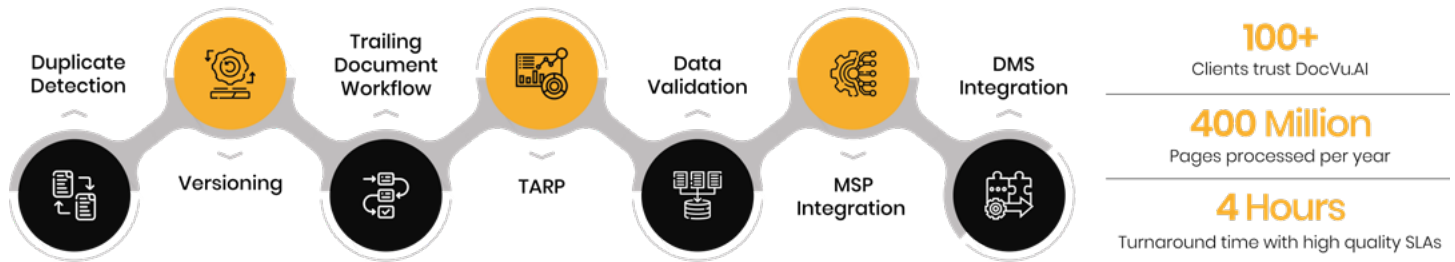 Duplicate
Detection
Versioning
Trailing
Document
Workflow
TARP
Data
Validation
MSP
Integration
DMS
Integration
100+
Clients trust DocVu.AI
400 Million
Pages processed per year
4 Hours
Turnaround time with high quality SLAs